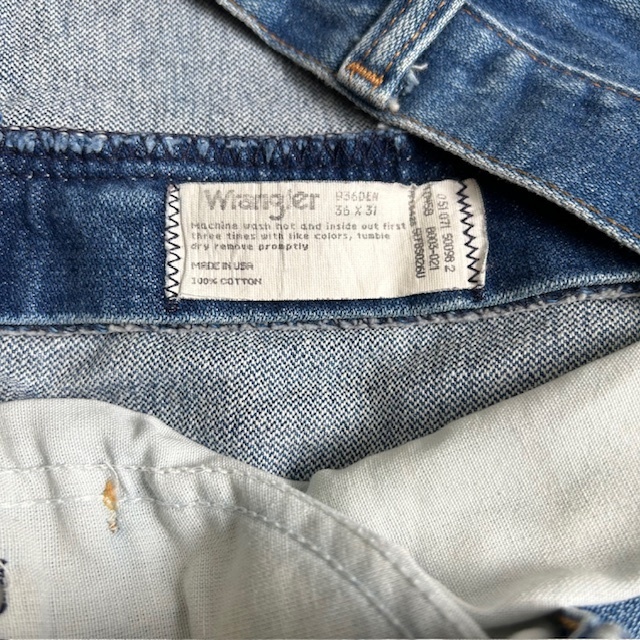 Wrangler
936DEN
36 X 31
Machine wash hot and inside out first
three times with like colors, tumble
dry remove promptly
MADE IN USA
100% COTTON